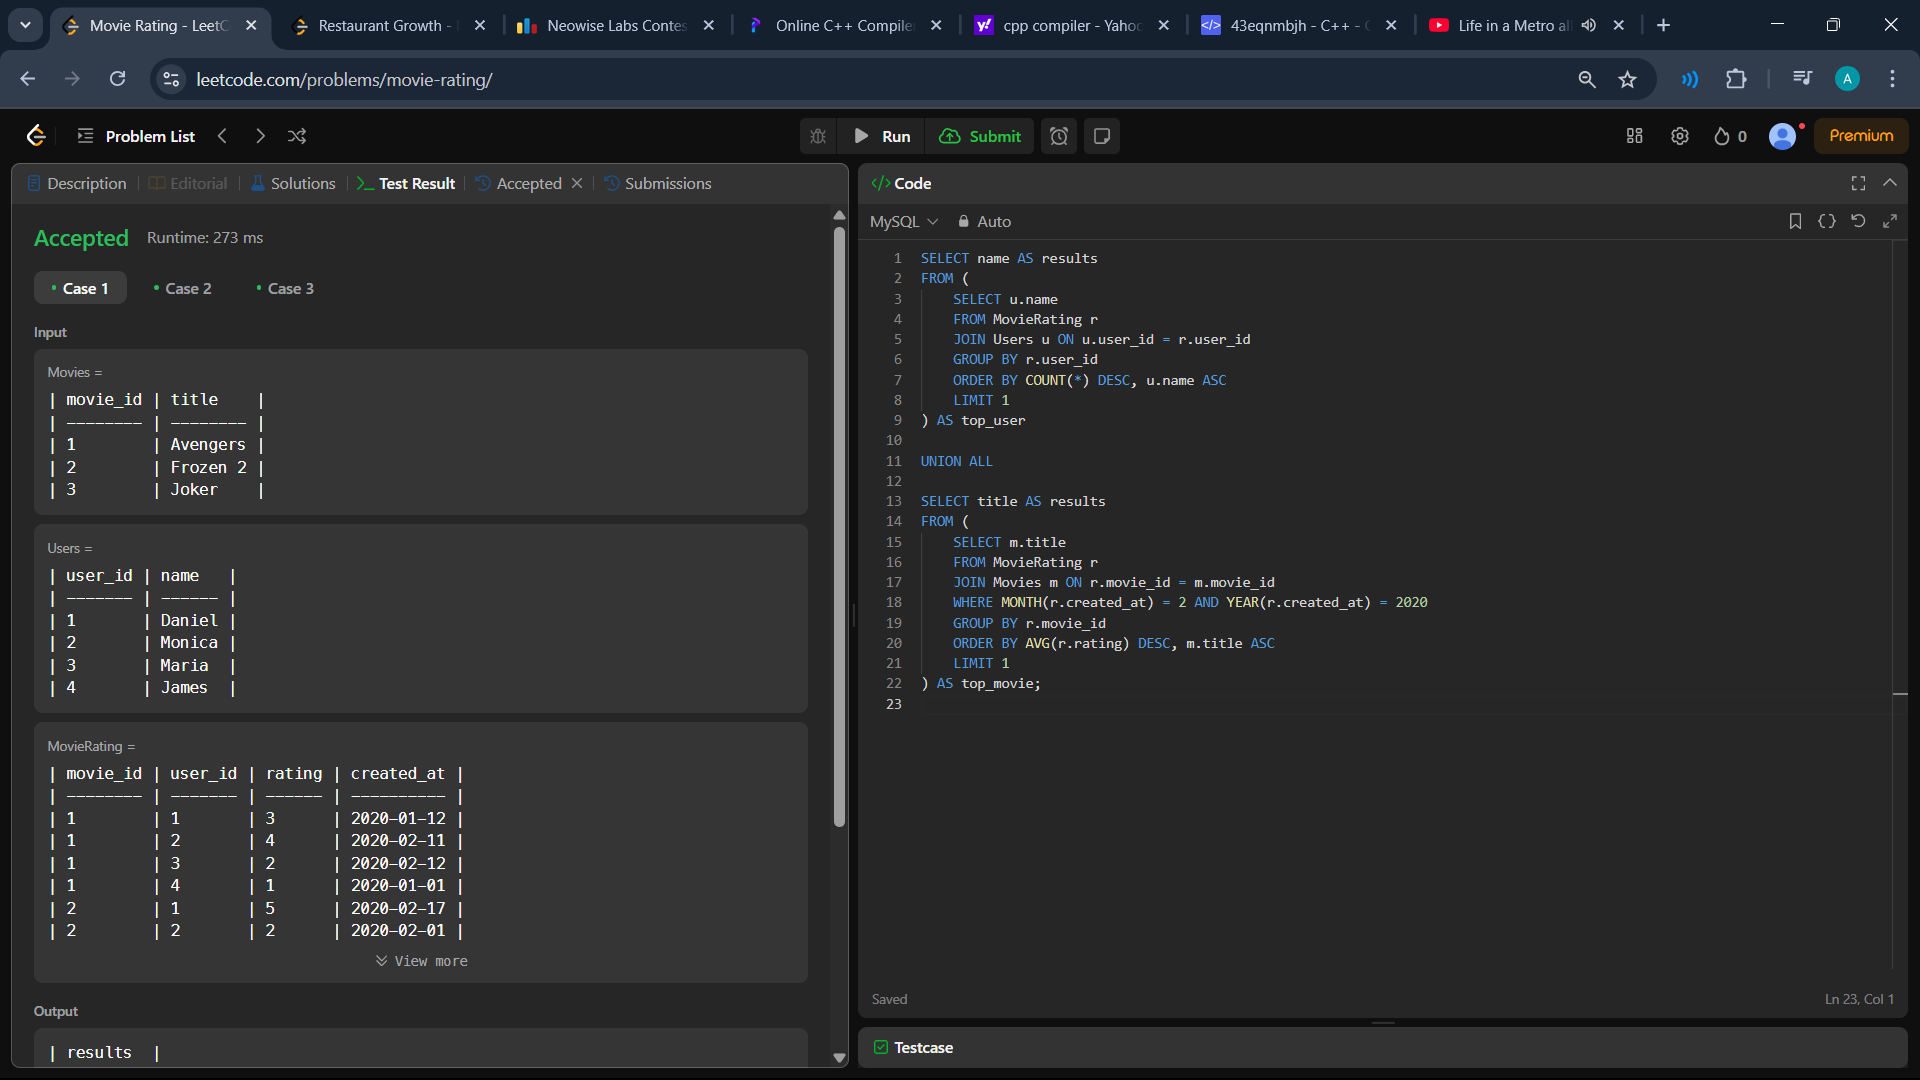 Movie Rating - LeetC
Restaurant Growth -
Neowise Labs Contes
Online C++ Compiler
cpp compiler - Yahoo
43eqnmbjh - C++ -
Life in a Metro al
leetcode.com/problems/movie-rating/
A
Problem List
Run
Submit
0
Premium
Description
Editorial
Solutions
Test Result
Accepted
Submissions
Accepted
Runtime: 273 ms
Case 1
Case 2
Case 3
Input
Movies =
| movie_id | title    |
| -------- | -------- |
| 1        | Avengers |
| 2        | Frozen 2 |
| 3        | Joker    |
Users =
| user_id | name   |
| ------- | ------ |
| 1       | Daniel |
| 2       | Monica |
| 3       | Maria  |
| 4       | James  |
MovieRating =
| movie_id | user_id | rating | created_at |
| -------- | ------- | ------ | ---------- |
| 1        | 1       | 3      | 2020-01-12 |
| 1        | 2       | 4      | 2020-02-11 |
| 1        | 3       | 2      | 2020-02-12 |
| 1        | 4       | 1      | 2020-01-01 |
| 2        | 1       | 5      | 2020-02-17 |
| 2        | 2       | 2      | 2020-02-01 |
View more
Output
| results  |
</> Code
MySQL
Auto
1 SELECT name AS results
2 FROM (
3     SELECT u.name
4     FROM MovieRating r
5     JOIN Users u ON u.user_id = r.user_id
6     GROUP BY r.user_id
7     ORDER BY COUNT(*) DESC, u.name ASC
8     LIMIT 1
9 ) AS top_user
10
11 UNION ALL
12
13 SELECT title AS results
14 FROM (
15     SELECT m.title
16     FROM MovieRating r
17     JOIN Movies m ON r.movie_id = m.movie_id
18     WHERE MONTH(r.created_at) = 2 AND YEAR(r.created_at) = 2020
19     GROUP BY r.movie_id
20     ORDER BY AVG(r.rating) DESC, m.title ASC
21     LIMIT 1
22 ) AS top_movie;
23
Saved
Ln 23, Col 1
Testcase